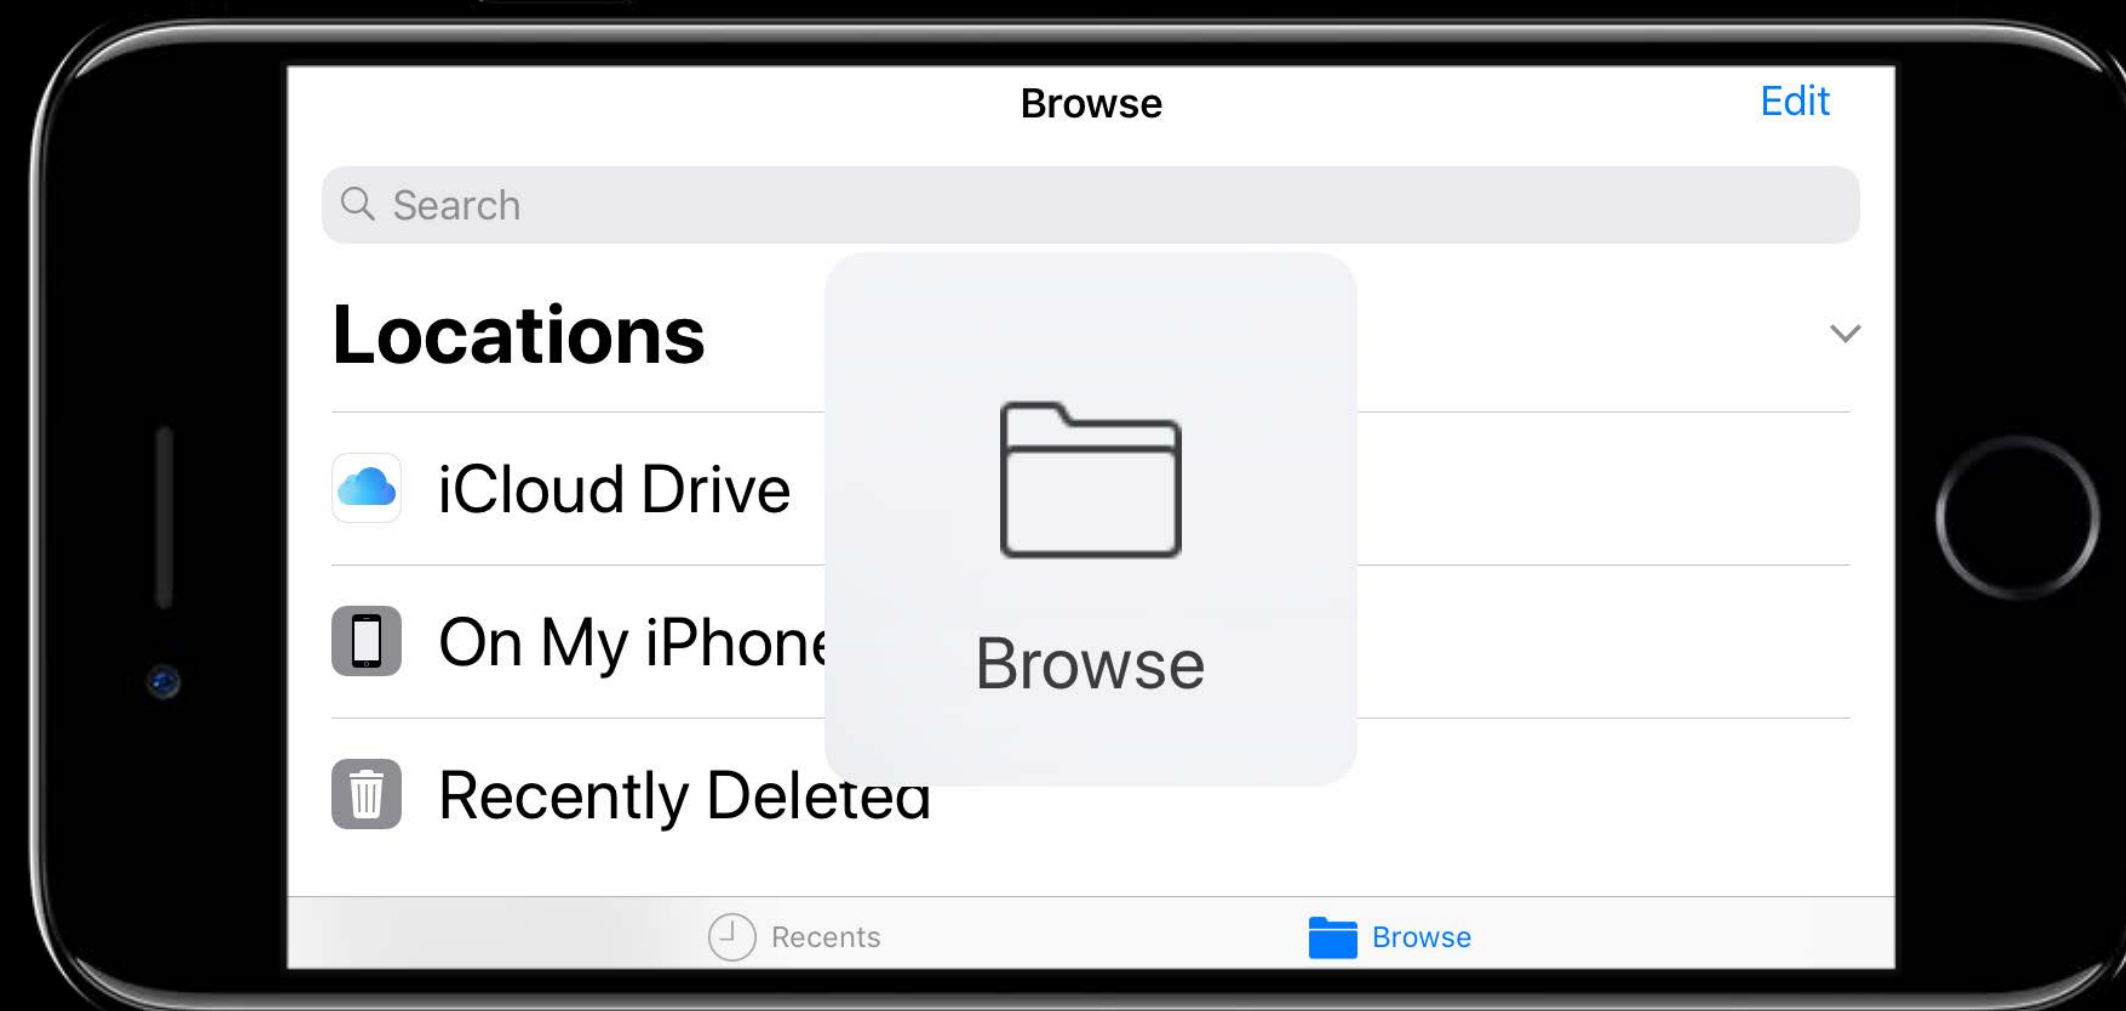 Browse
Edit
Search
Locations
iCloud Drive
On My iPhone
Browse
Recently Deleted
Recents
Browse